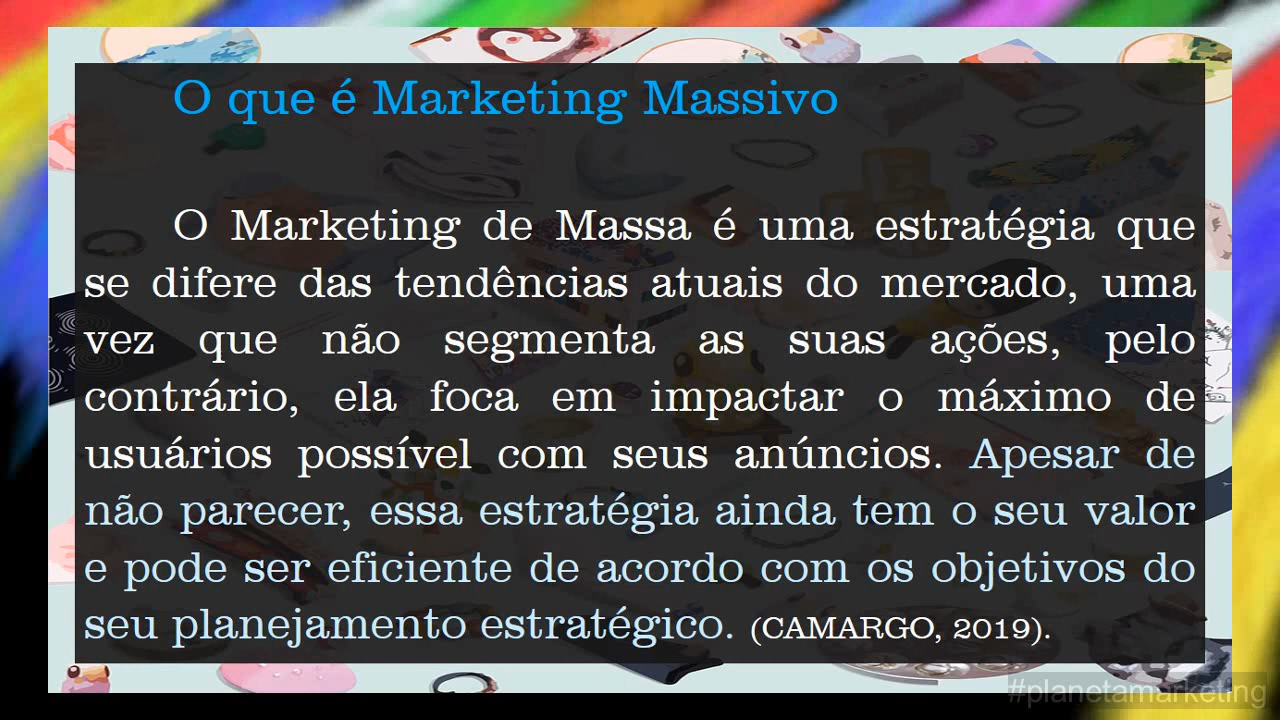 O que é Marketing Massivo
O Marketing de Massa é uma estratégia que
se difere das tendências atuais do mercado, uma
vez que não segmenta as suas ações, pelo
contrário, ela foca em impactar o máximo de
usuários possível com seus anúncios. Apesar de
não parecer, essa estratégia ainda tem o seu valor
e pode ser eficiente de acordo com os objetivos do
seu planejamento estratégico. (CAMARGO, 2019).
#planetamarketing